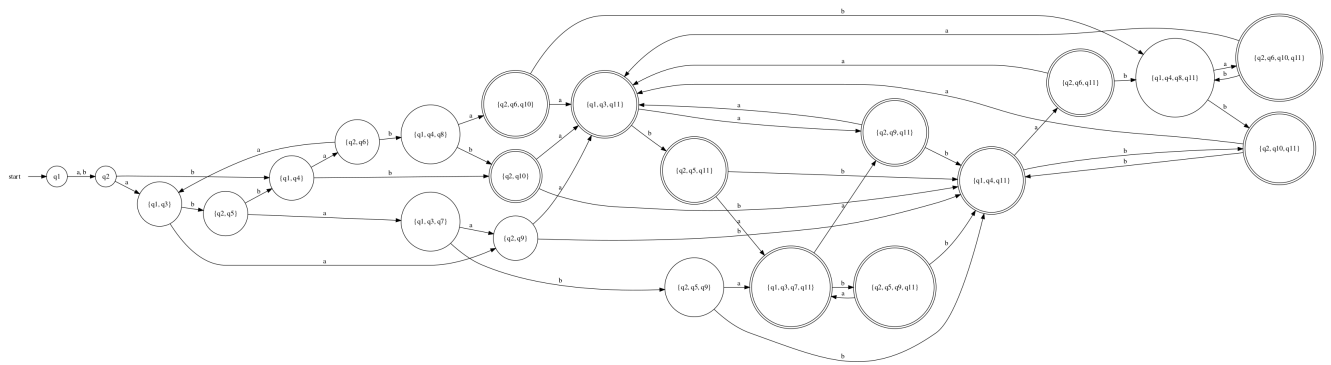 b
a
{q2, q6, q10, q11}
{q2, q6, q11}
b
{q1, q4, q8, q11}
a
b
a
{q2, q6, q10}
a
{q1, q3, q11}
b
a
{q1, q4, q8}
a
b
{q2, q6}
b
a
a
a
b
{q2, q9, q11}
b
{q2, q10, q11}
a
b
b
start
q1
a, b
q2
b
{q1, q4}
a
b
{q2, q10}
a
{q2, q5, q11}
b
{q1, q4, q11}
a
{q1, q3}
b
{q2, q5}
b
a
{q1, q3, q7}
a
{q2, q9}
a
b
b
a
a
a
b
{q2, q5, q9}
a
{q1, q3, q7, q11}
b
a
{q2, q5, q9, q11}
b
b